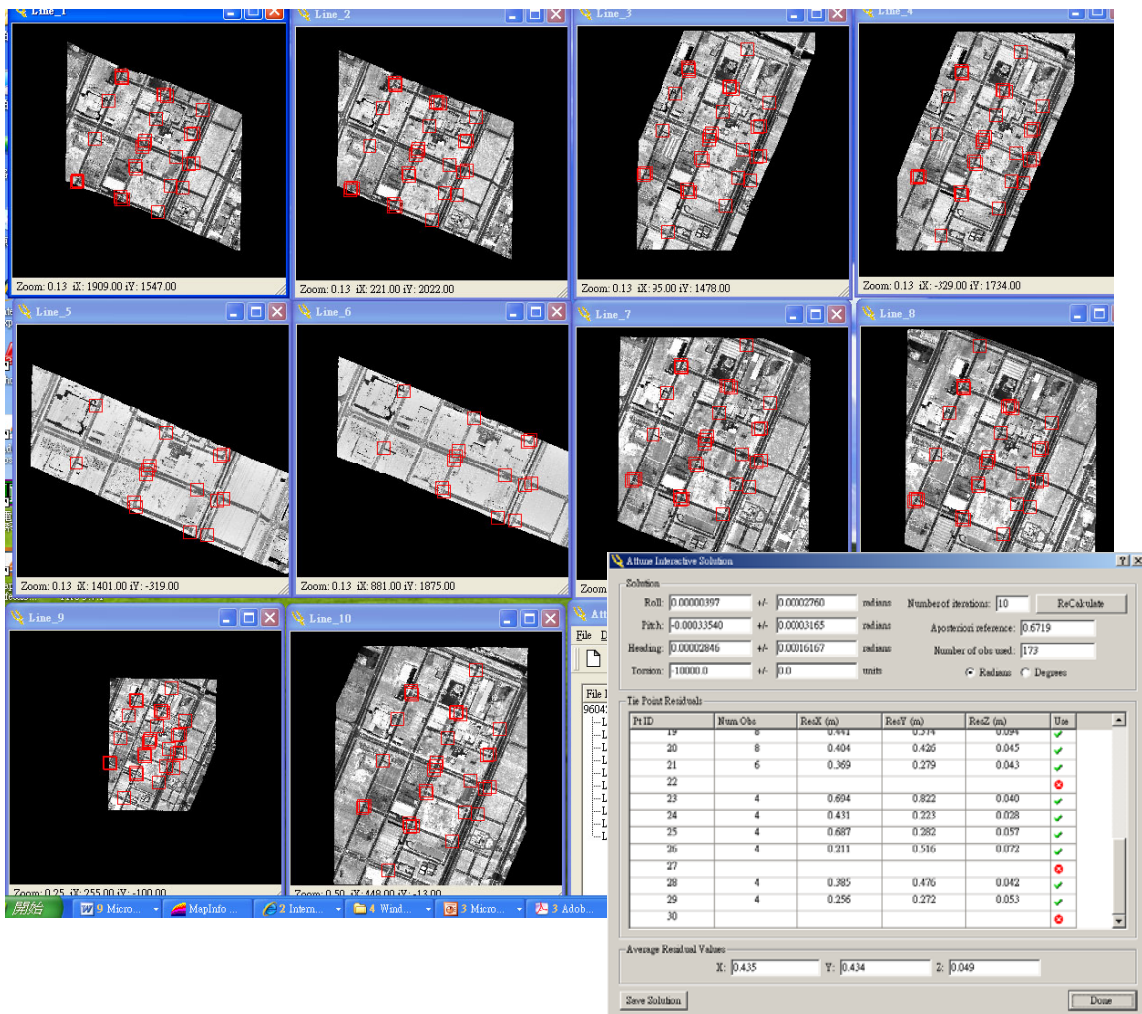 Line_1
Line_2
Line_3
Line_4
Zoom: 0.13 iX: 1909.00 iY: 1547.00
Zoom: 0.13 iX: 221.00 iY: 2022.00
Zoom: 0.13 iX: 95.00 iY: 1478.00
Zoom: 0.13 iX: -329.00 iY: 1734.00
Line_5
Line_6
Line_7
Line_8
Zoom: 0.13 iX: 1401.00 iY: -319.00
Zoom: 0.13 iX: 881.00 iY: 1875.00
Zoom:
Line_9
Line_10
Zoom: 0.25 iX: 255.00 iY: -100.00
Zoom: 0.50 iX: 448.00 iY: -13.00
File
File I
開始
9 Micro...
MapInfo ...
2 Intern...
4 Wind...
3 Micro...
3 Adob...
Attune Interactive Solution
Solution
Roll: 0.00000397 +/- 0.00002760 radians Number of iterations: 10 ReCalculate
Pitch: -0.00033540 +/- 0.00003165 radians Aposteriori reference: 0.6719
Heading: 0.00002846 +/- 0.00016167 radians Number of obs used: 173
Torsion: -10000.0 +/- 0.0 units Radians Degrees
Tie Point Residuals
Pt ID Num Obs ResX (m) ResY (m) ResZ (m) Use
19 8 0.441 0.574 0.094
20 8 0.404 0.426 0.045
21 6 0.369 0.279 0.043
22
23 4 0.694 0.822 0.040
24 4 0.431 0.223 0.028
25 4 0.687 0.282 0.057
26 4 0.211 0.516 0.072
27
28 4 0.385 0.476 0.042
29 4 0.256 0.272 0.053
30
Average Residual Values
X: 0.435 Y: 0.434 Z: 0.049
Save Solution Done